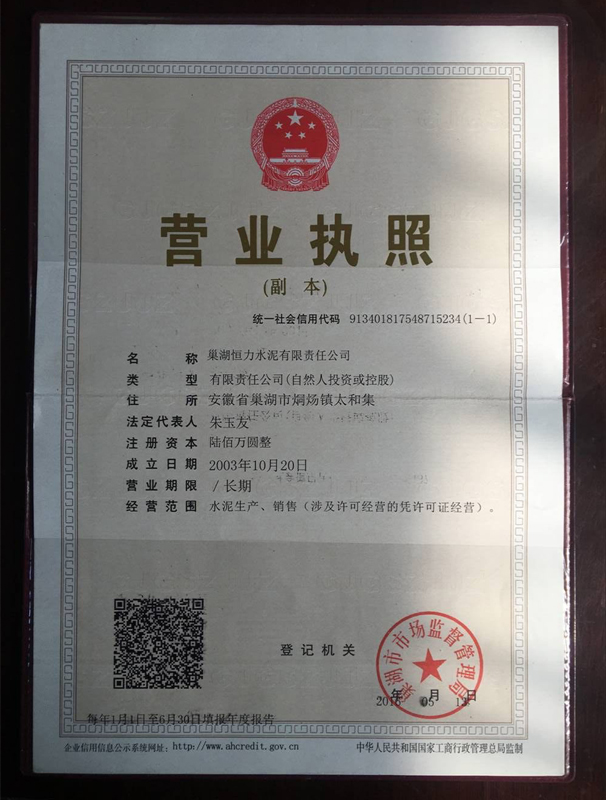 营业执照
(副 本)
统一社会信用代码 913401817548715234(1-1)
名 称 巢湖恒力水泥有限责任公司
类 型 有限责任公司(自然人投资或控股)
住 所 安徽省巢湖市烔炀镇太和集
法定代表人 朱玉友
注册资本 陆佰万圆整
成立日期 2003年10月20日
营业期限 / 长期
经营范围 水泥生产、销售（涉及许可经营的凭许可证经营）。
登记机关
巢湖市市场监督管理局
年 月 日
05
每年1月1日至6月30日填报年度报告
企业信用信息公示系统网址: http://www.ahcredit.gov.cn
中华人民共和国国家工商行政管理总局监制